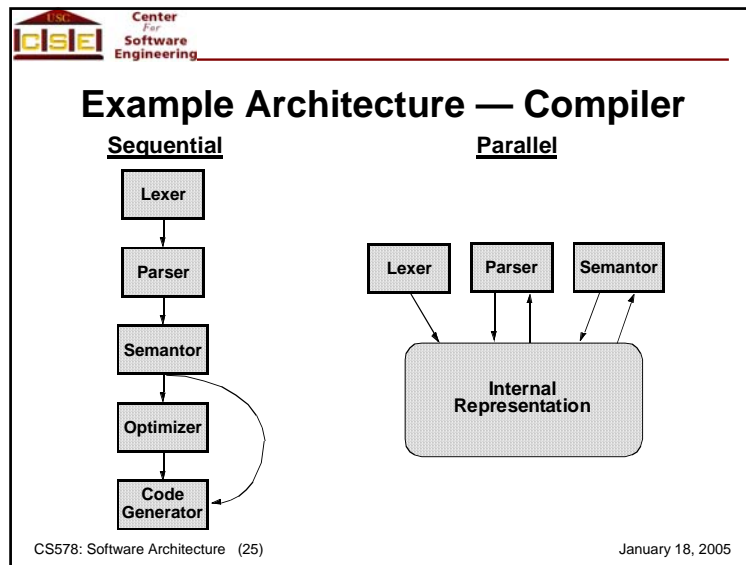 USC
CSE
Center
For
Software
Engineering
Example Architecture — Compiler
Sequential
Lexer
Parser
Semantor
Optimizer
Code
Generator
Parallel
Lexer
Parser
Semantor
Internal
Representation
CS578: Software Architecture (25)
January 18, 2005